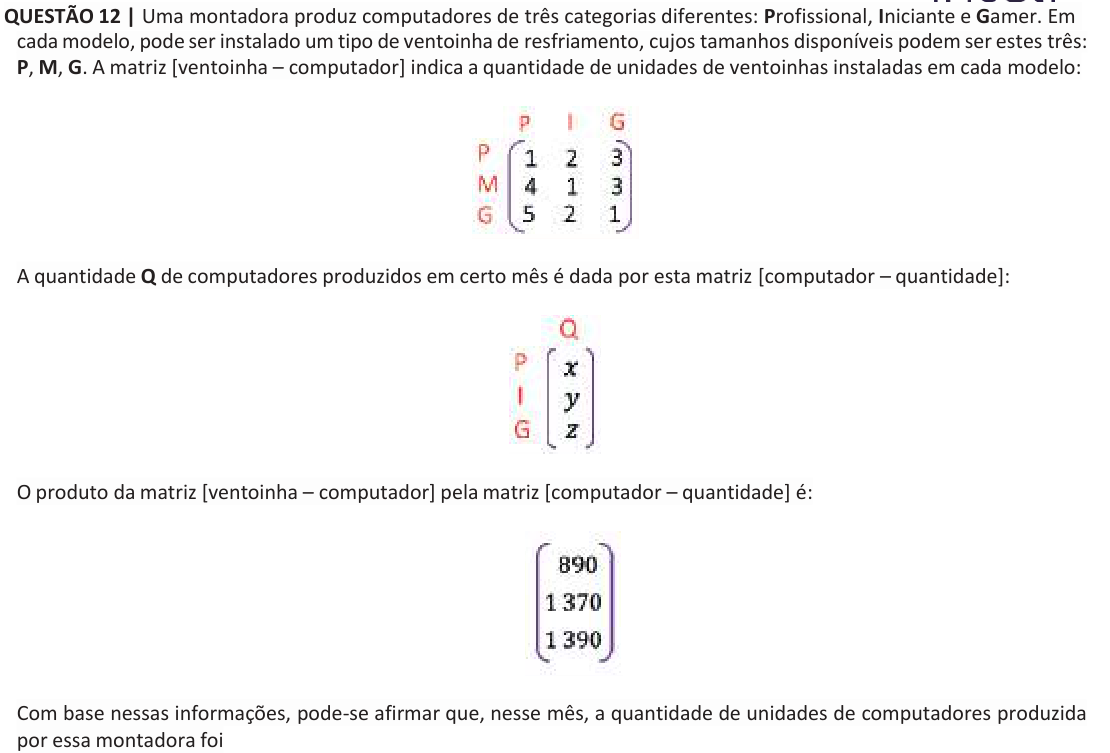 QUESTÃO 12 | Uma montadora produz computadores de três categorias diferentes: Profissional, Iniciante e Gamer. Em
cada modelo, pode ser instalado um tipo de ventoinha de resfriamento, cujos tamanhos disponíveis podem ser estes três:
P, M, G. A matriz [ventoinha – computador] indica a quantidade de unidades de ventoinhas instaladas em cada modelo:
P I G
P 1 2 3
M 4 1 3
G 5 2 1
A quantidade Q de computadores produzidos em certo mês é dada por esta matriz [computador – quantidade]:
Q
P x
I y
G z
O produto da matriz [ventoinha – computador] pela matriz [computador – quantidade] é:
890
1 370
1 390
Com base nessas informações, pode-se afirmar que, nesse mês, a quantidade de unidades de computadores produzida
por essa montadora foi